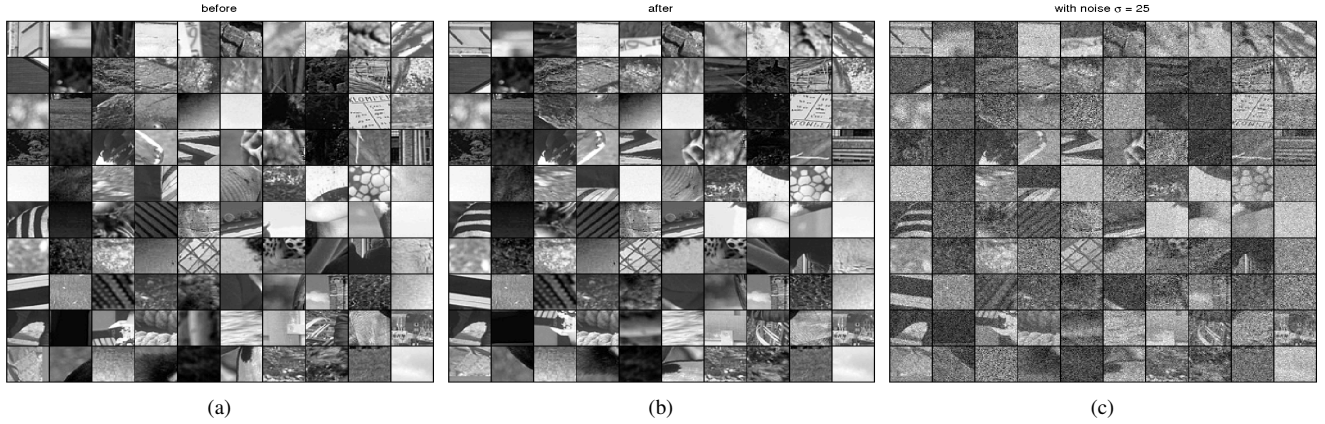 before after with noise σ = 25
(a) (b) (c)